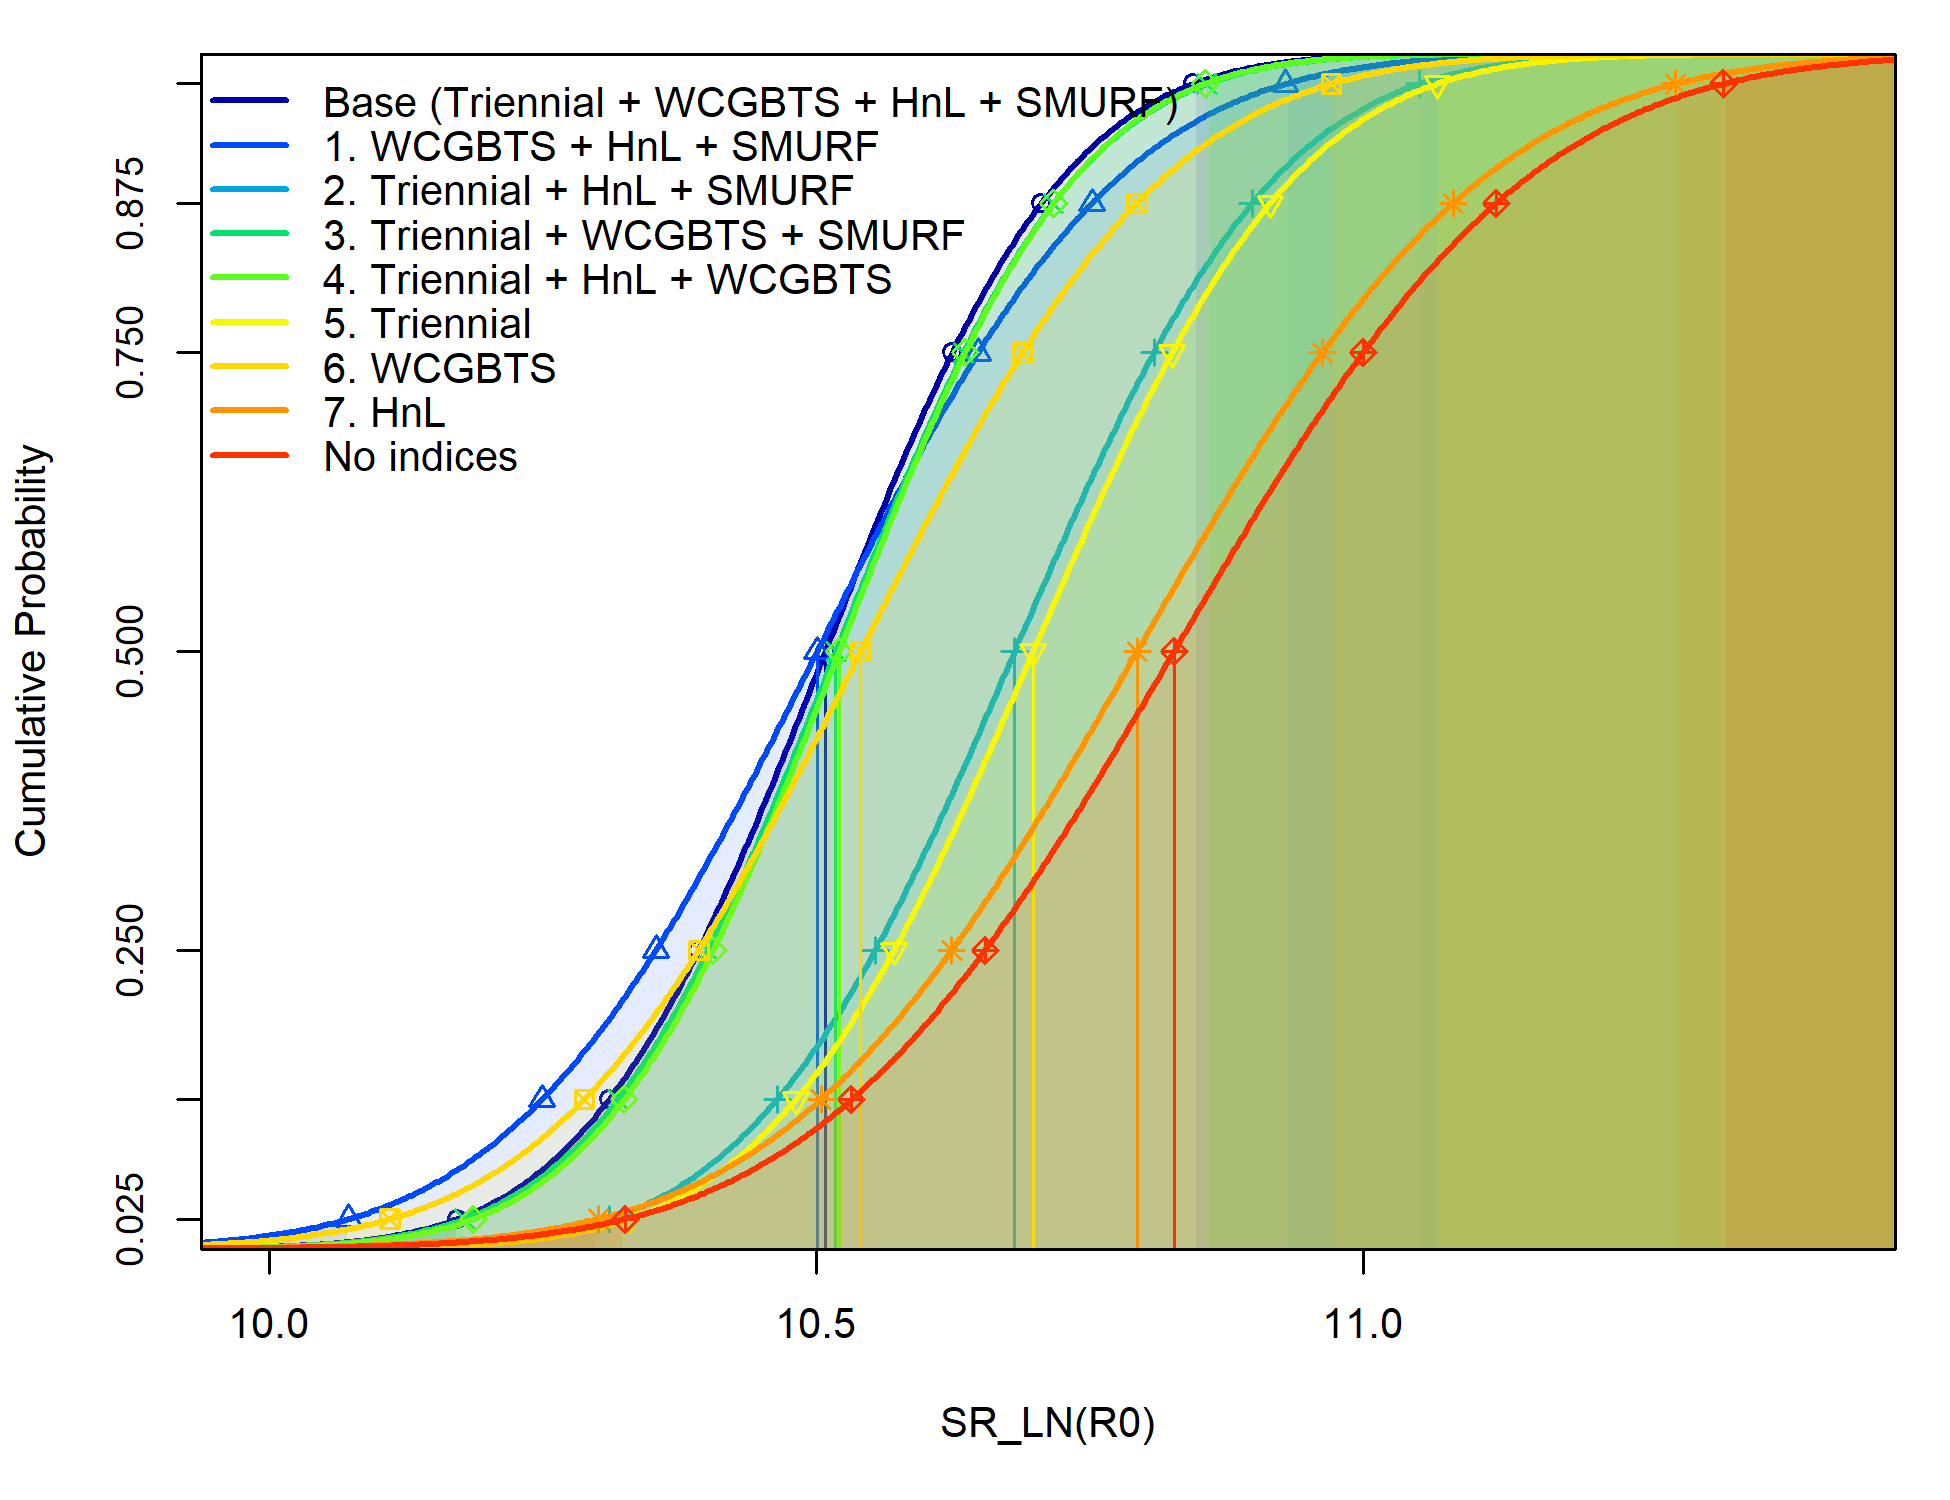 Base (Triennial + WCGBTS + HnL + SMURF)
1. WCGBTS + HnL + SMURF
2. Triennial + HnL + SMURF
3. Triennial + WCGBTS + SMURF
4. Triennial + HnL + WCGBTS
5. Triennial
6. WCGBTS
7. HnL
No indices
Cumulative Probability
0.875
0.750
0.500
0.250
0.025
10.0 10.5 11.0
SR_LN(R0)